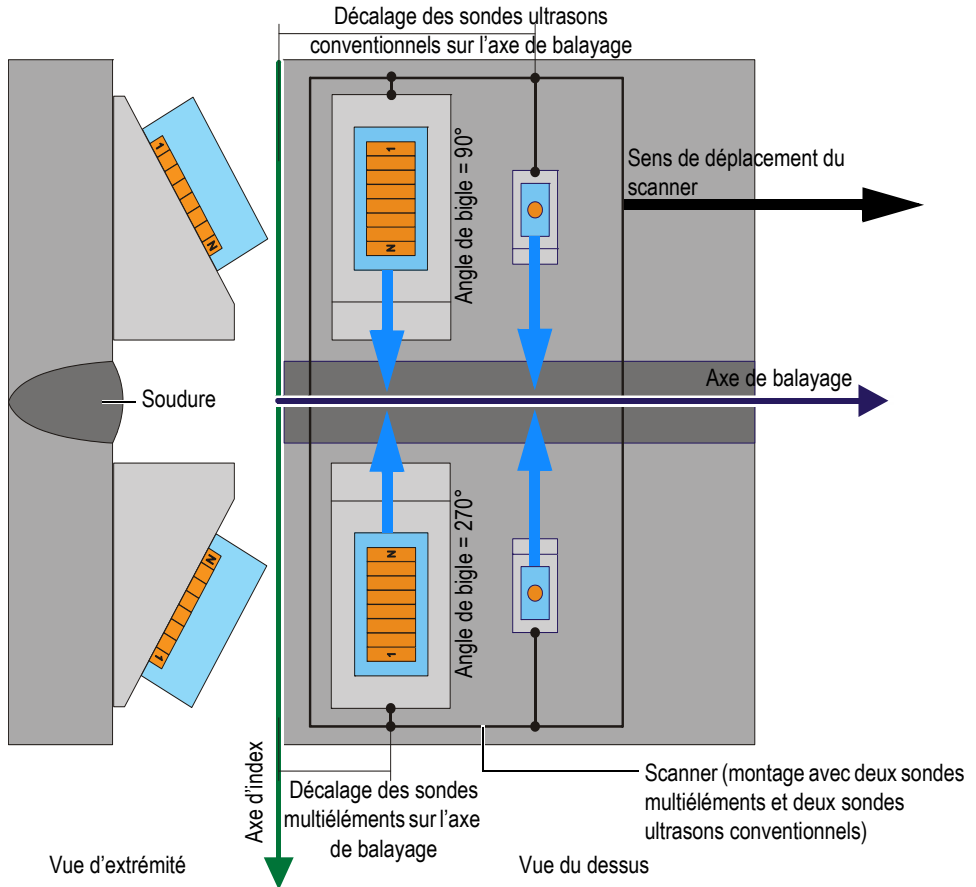 Décalage des sondes ultrasons
conventionnels sur l'axe de balayage
1
N
Angle de bigle = 90°
Sens de déplacement du
scanner
1
N
Soudure
Axe de balayage
N
1
N
1
Angle de bigle = 270°
Axe d'index
Décalage des sondes
multiéléments sur l'axe
de balayage
Scanner (montage avec deux sondes
multiéléments et deux sondes
ultrasons conventionnels)
Vue d'extrémité
Vue du dessus